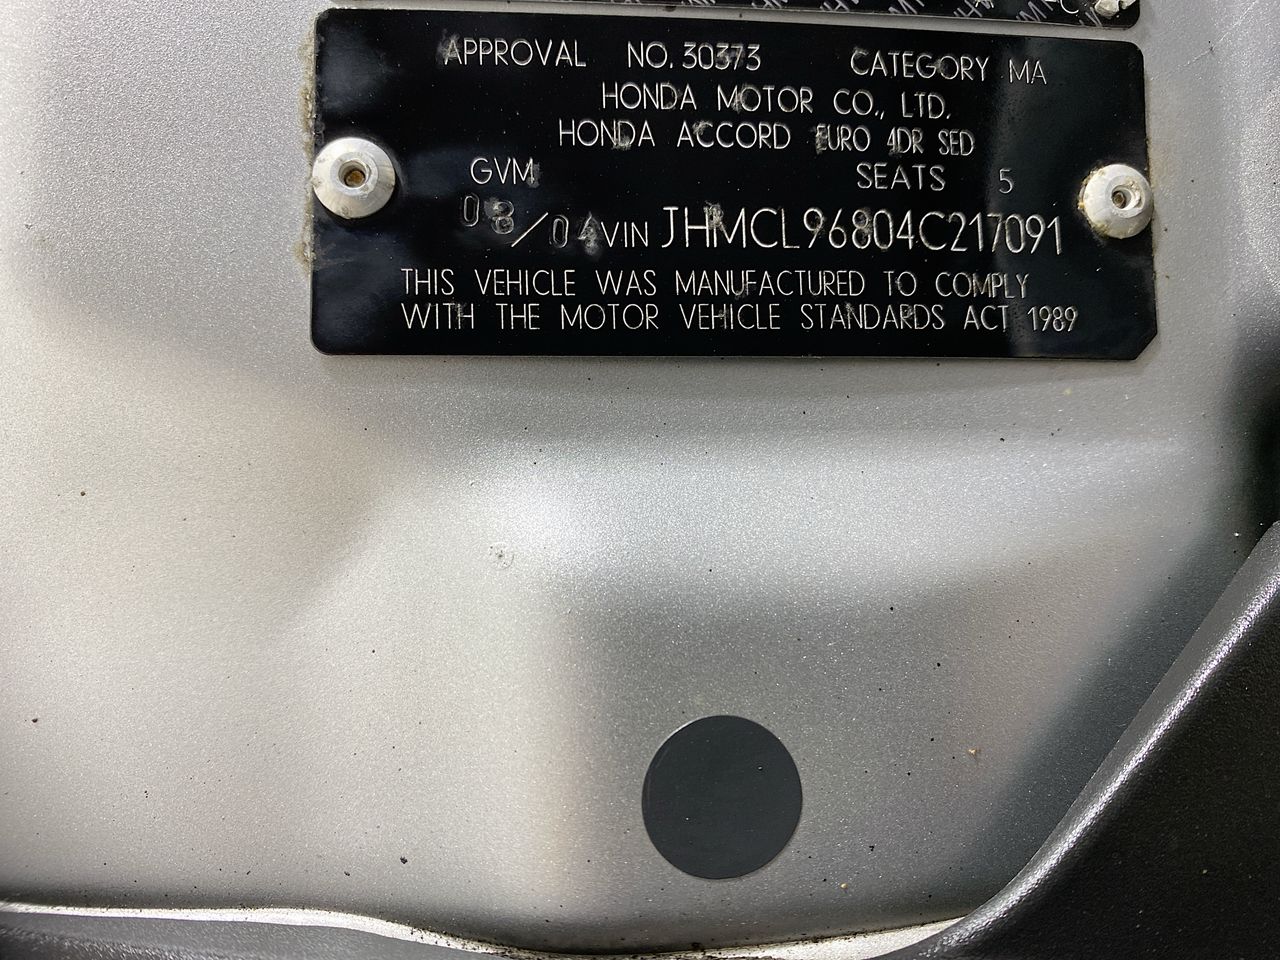 APPROVAL NO. 30373 CATEGORY MA
HONDA MOTOR CO., LTD.
HONDA ACCORD EURO 4DR SED
GVM SEATS 5
08/04 VIN JHMCL96804C217091
THIS VEHICLE WAS MANUFACTURED TO COMPLY
WITH THE MOTOR VEHICLE STANDARDS ACT 1989